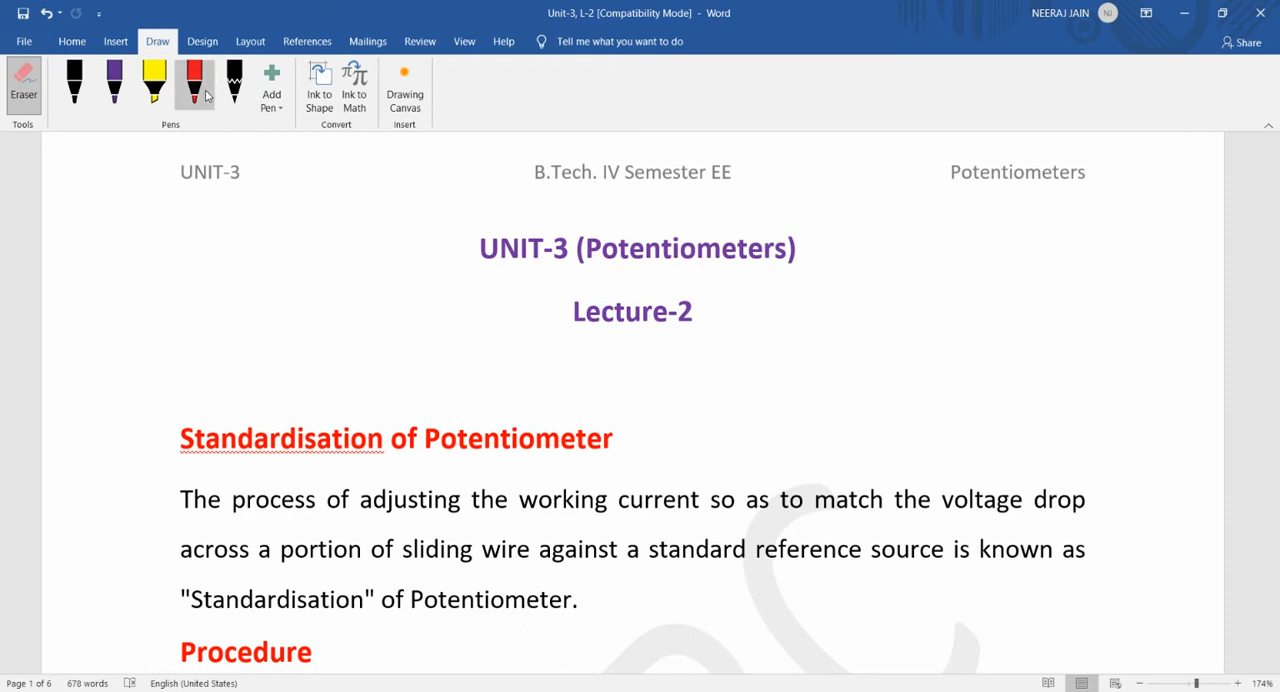 Unit-3, L-2 [Compatibility Mode] - Word
NEERAJ JAIN NJ
File Home Insert Draw Design Layout References Mailings Review View Help Tell me what you want to do Share
Eraser
Add Pen
Ink to Shape
Ink to Math
Drawing Canvas
Tools Pens Convert Insert
UNIT-3 B.Tech. IV Semester EE Potentiometers
UNIT-3 (Potentiometers)
Lecture-2
Standardisation of Potentiometer
The process of adjusting the working current so as to match the voltage drop
across a portion of sliding wire against a standard reference source is known as
"Standardisation" of Potentiometer.
Procedure
Page 1 of 6 678 words English (United States) 174%